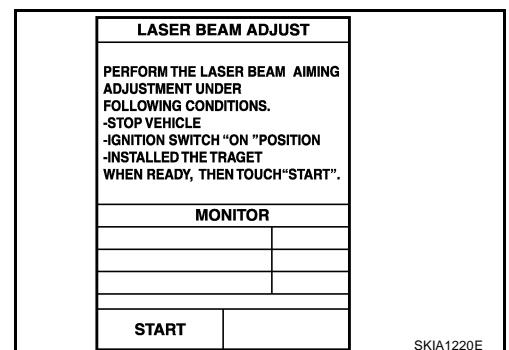 LASER BEAM ADJUST
PERFORM THE LASER BEAM AIMING
ADJUSTMENT UNDER
FOLLOWING CONDITIONS.
-STOP VEHICLE
-IGNITION SWITCH “ON ”POSITION
-INSTALLED THE TRAGET
WHEN READY, THEN TOUCH“START”.
MONITOR
START
SKIA1220E